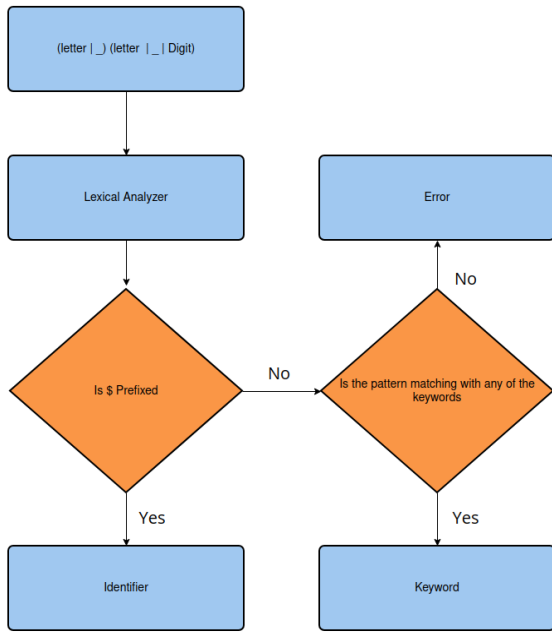 (letter | _) (letter | _ | Digit)
Lexical Analyzer
Error
No
Is $ Prefixed
No
Is the pattern matching with any of the
keywords
Yes
Yes
Identifier
Keyword